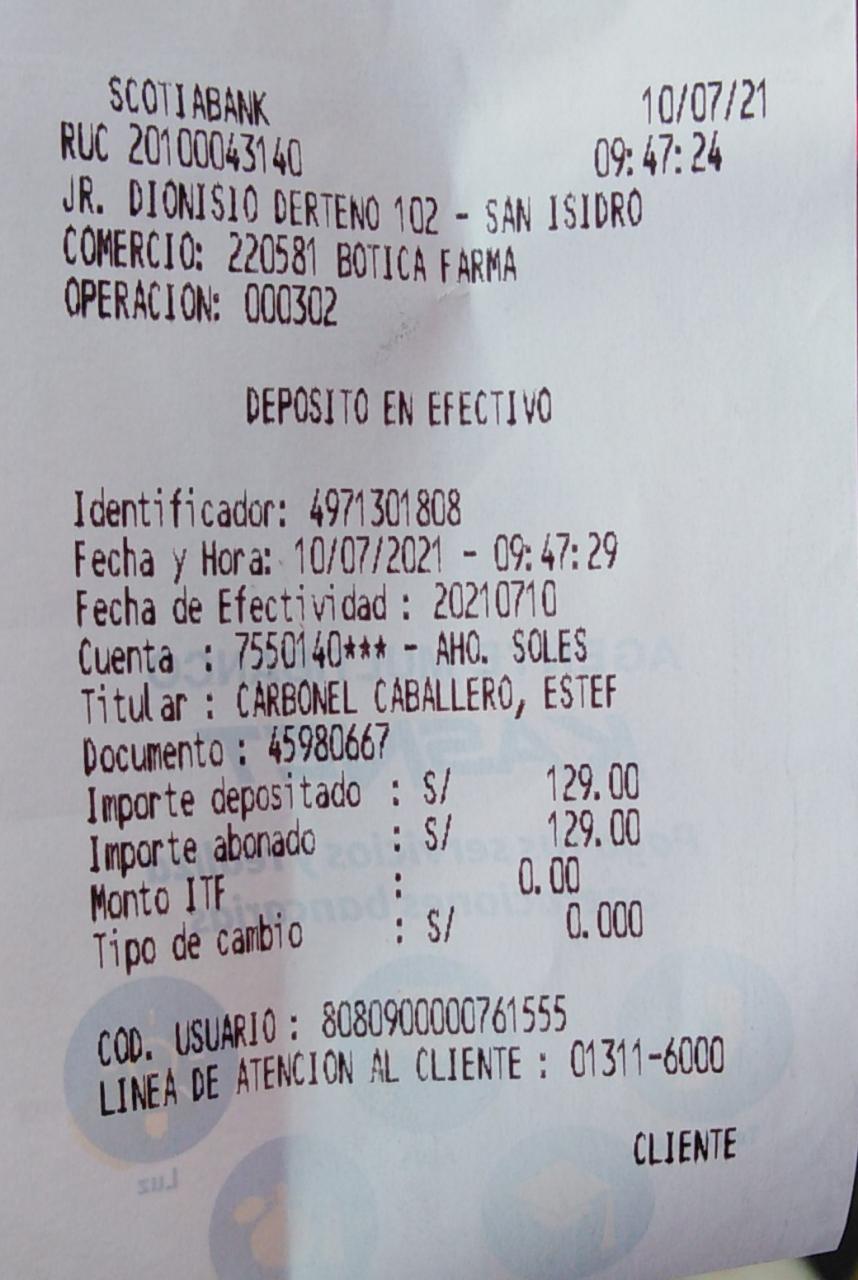 SCOTIABANK 10/07/21
RUC 20100043140 09:47:24
JR. DIONISIO DERTENO 102 - SAN ISIDRO
COMERCIO: 220581 BOTICA FARMA
OPERACION: 000302
DEPOSITO EN EFECTIVO
Identificador: 4971301808
Fecha y Hora: 10/07/2021 - 09:47:29
Fecha de Efectividad : 20210710
Cuenta : 7550140*** - AHO. SOLES
Titular : CARBONEL CABALLERO, ESTEF
Documento : 45980667
Importe depositado : S/ 129.00
Importe abonado : S/ 129.00
Monto ITF : 0.00
Tipo de cambio : S/ 0.000
COD. USUARIO : 8080900000761555
LINEA DE ATENCION AL CLIENTE : 01311-6000
CLIENTE
Luz